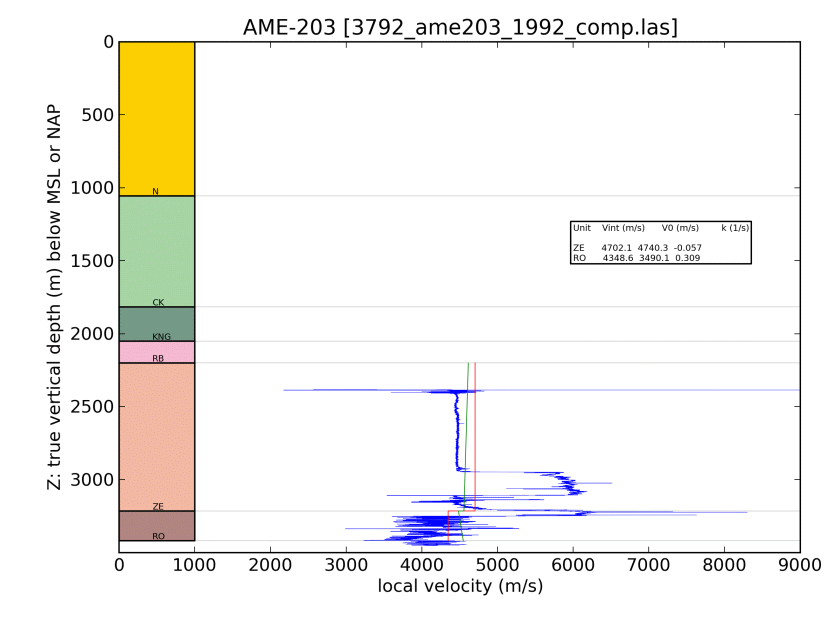 AME-203 [3792_ame203_1992_comp.las]
Z: true vertical depth (m) below MSL or NAP
0
500
1000
1500
2000
2500
3000
N
CK
KNG
RB
ZE
RO
Unit Vint (m/s) V0 (m/s) k (1/s)
ZE 4702.1 4740.3 -0.057
RO 4348.6 3490.1 0.309
0 1000 2000 3000 4000 5000 6000 7000 8000 9000
local velocity (m/s)